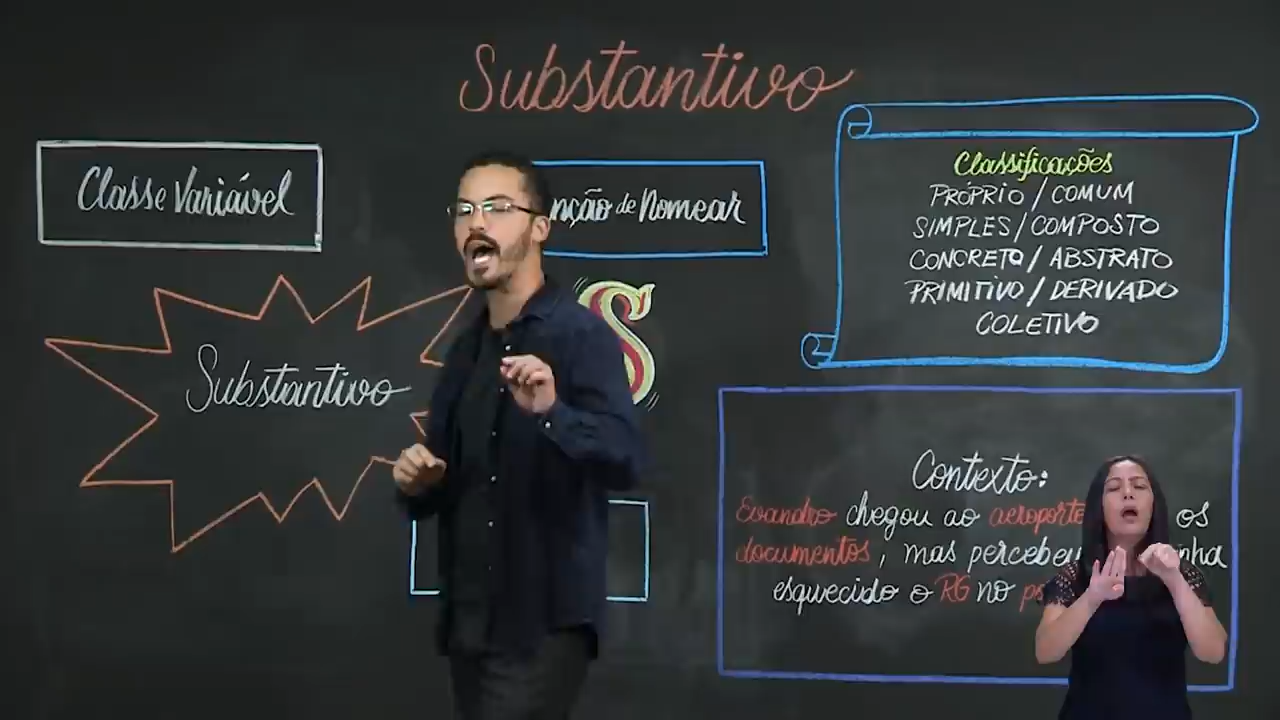 Substantivo
Classe Variável
nção de Nomear
Classificações
PRÓPRIO / COMUM
SIMPLES / COMPOSTO
CONCRETO / ABSTRATO
PRIMITIVO / DERIVADO
COLETIVO
Substantivo
S
Contexto:
Evandro chegou ao aeroporto os
documentos, mas percebeu
esquecido o RG no